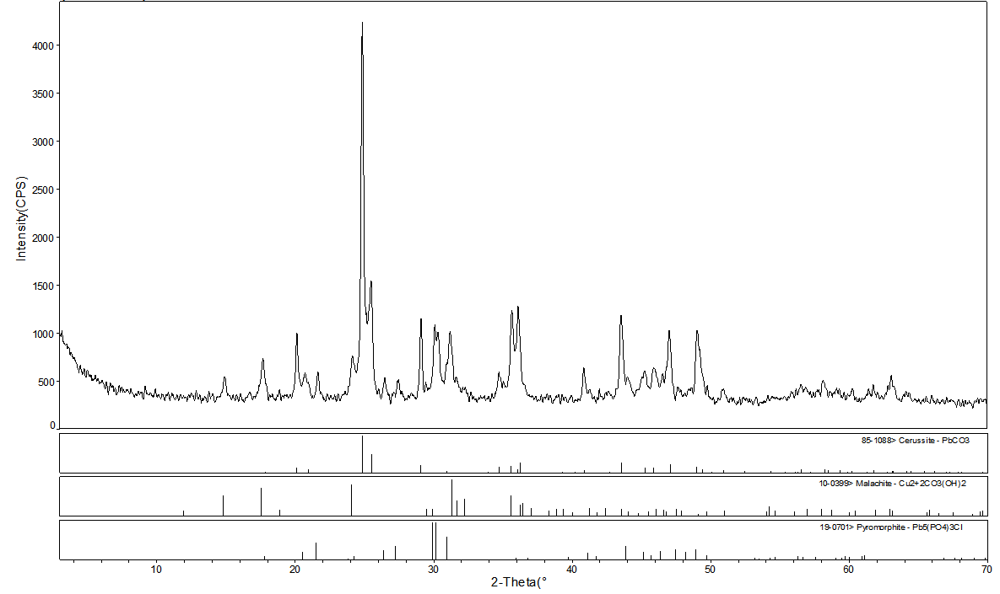 4000
3500
3000
2500
2000
1500
1000
500
0
Intensity(CPS)
85-1088> Cerussite - PbCO3
10-0399> Malachite - Cu2+2CO3(OH)2
19-0701> Pyromorphite - Pb5(PO4)3Cl
10 20 30 40 50 60 70
2-Theta(°